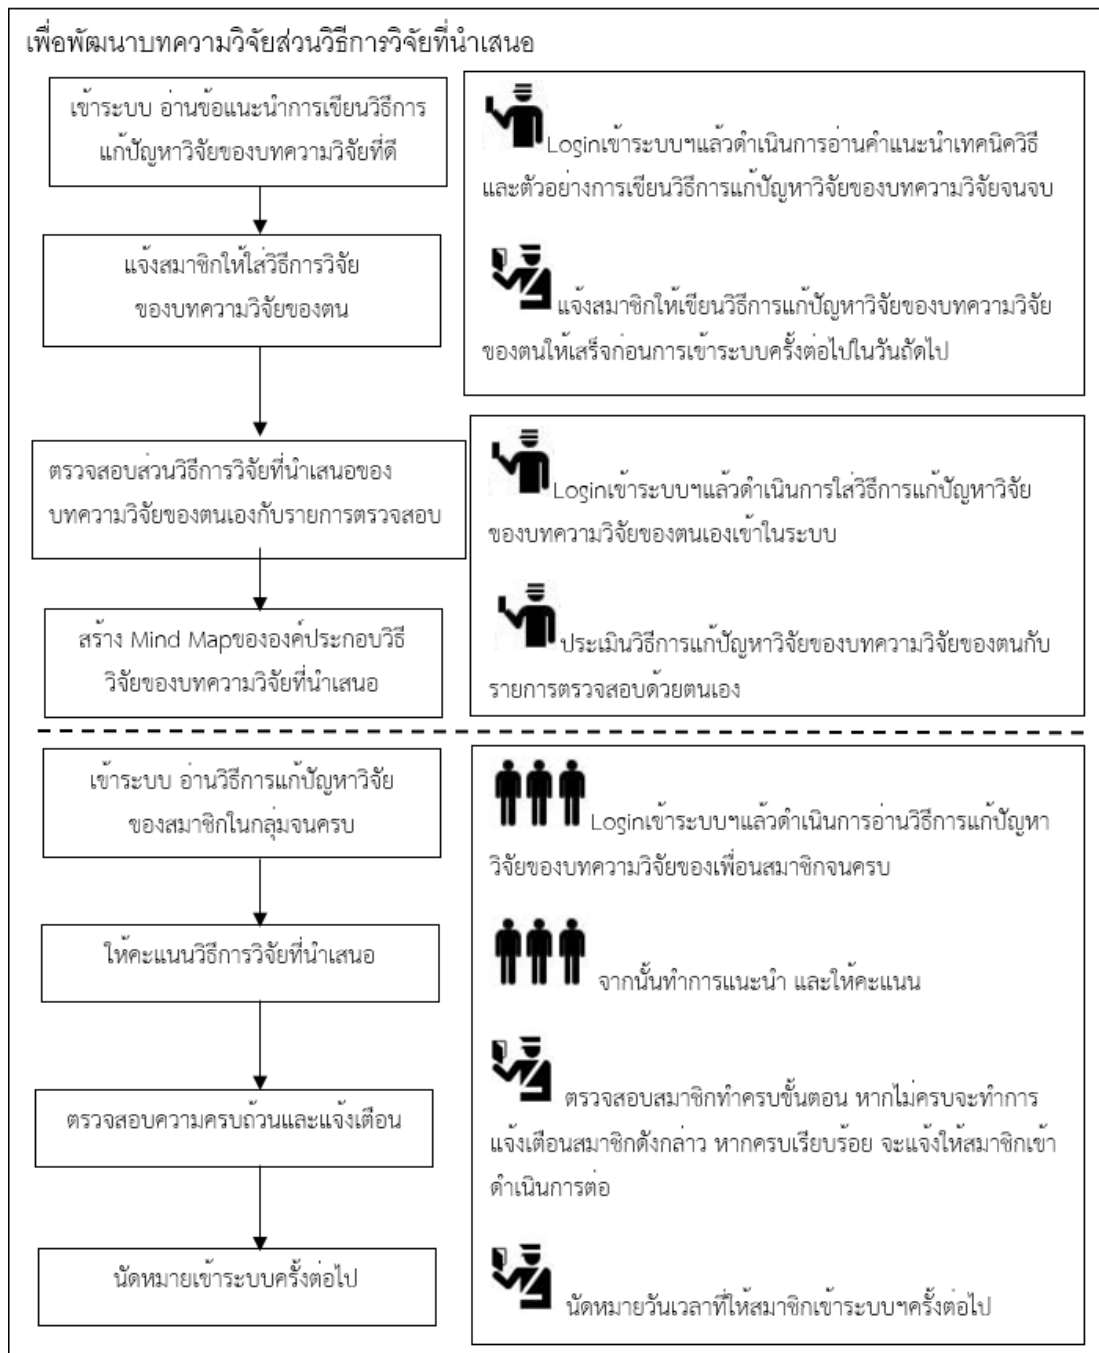 เพื่อพัฒนาบทความวิจัยส่วนวิธีการวิจัยที่นำเสนอ
เข้าระบบ อ่านข้อแนะนำการเขียนวิธีการ
แก้ปัญหาวิจัยของบทความวิจัยที่ดี
Loginเข้าระบบฯแล้วดำเนินการอ่านคำแนะนำเทคนิควิธี
และตัวอย่างการเขียนวิธีการแก้ปัญหาวิจัยของบทความวิจัยจนจบ
แจ้งสมาชิกให้ใส่วิธีการวิจัย
ของบทความวิจัยของตน
แจ้งสมาชิกให้เขียนวิธีการแก้ปัญหาวิจัยของบทความวิจัย
ของตนให้เสร็จก่อนการเข้าระบบครั้งต่อไปในวันถัดไป
ตรวจสอบส่วนวิธีการวิจัยที่นำเสนอของ
บทความวิจัยของตนเองกับรายการตรวจสอบ
Loginเข้าระบบฯแล้วดำเนินการใส่วิธีการแก้ปัญหาวิจัย
ของบทความวิจัยของตนเองเข้าในระบบ
สร้าง Mind Mapขององค์ประกอบวิธี
วิจัยของบทความวิจัยที่นำเสนอ
ประเมินวิธีการแก้ปัญหาวิจัยของบทความวิจัยของตนกับ
รายการตรวจสอบด้วยตนเอง
เข้าระบบ อ่านวิธีการแก้ปัญหาวิจัย
ของสมาชิกในกลุ่มจนครบ
Loginเข้าระบบฯแล้วดำเนินการอ่านวิธีการแก้ปัญหา
วิจัยของบทความวิจัยของเพื่อนสมาชิกจนครบ
ให้คะแนนวิธีการวิจัยที่นำเสนอ
จากนั้นทำการแนะนำ และให้คะแนน
ตรวจสอบความครบถ้วนและแจ้งเตือน
ตรวจสอบสมาชิกทำครบขั้นตอน หากไม่ครบจะทำการ
แจ้งเตือนสมาชิกดังกล่าว หากครบเรียบร้อย จะแจ้งให้สมาชิกเข้า
ดำเนินการต่อ
นัดหมายเข้าระบบครั้งต่อไป
นัดหมายวันเวลาที่ให้สมาชิกเข้าระบบฯครั้งต่อไป